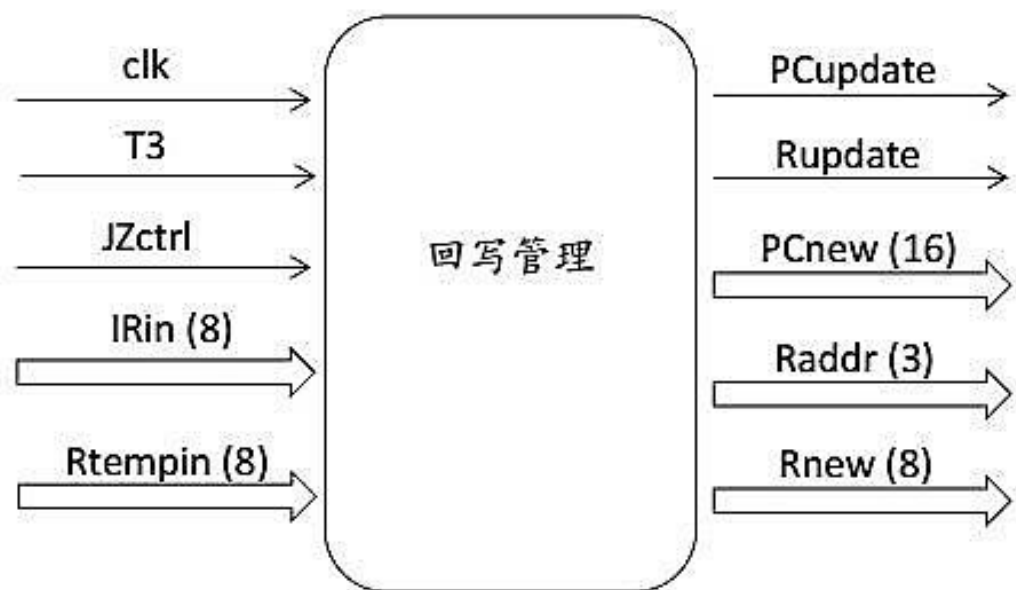 clk
T3
JZctrl
IRin (8)
Rtempin (8)
回写管理
PCupdate
Rupdate
PCnew (16)
Raddr (3)
Rnew (8)